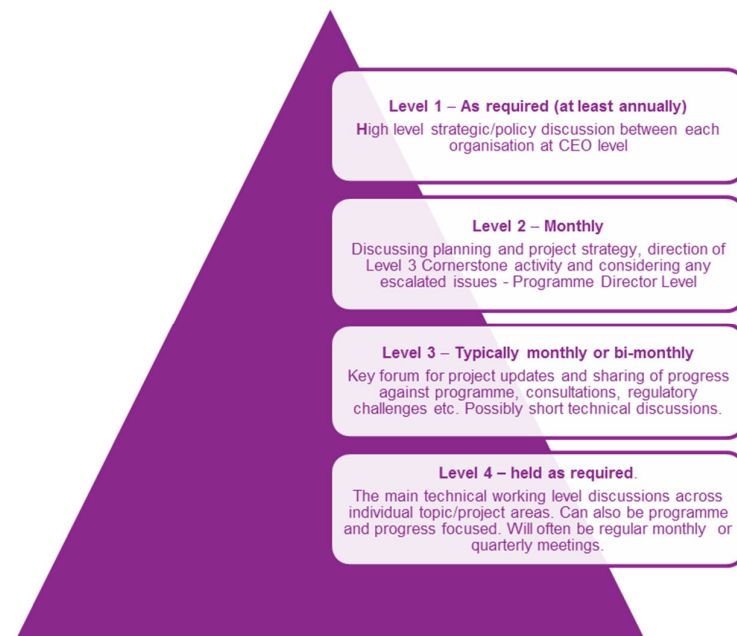 Level 1 – As required (at least annually)
High level strategic/policy discussion between each
organisation at CEO level
Level 2 – Monthly
Discussing planning and project strategy, direction of
Level 3 Cornerstone activity and considering any
escalated issues - Programme Director Level
Level 3 – Typically monthly or bi-monthly
Key forum for project updates and sharing of progress
against programme, consultations, regulatory
challenges etc. Possibly short technical discussions.
Level 4 – held as required.
The main technical working level discussions across
individual topic/project areas. Can also be programme
and progress focused. Will often be regular monthly or
quarterly meetings.